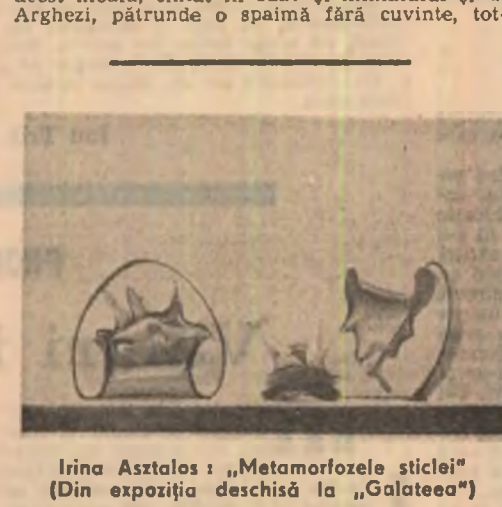 Arghezi, pătrunde o spaimă fără cuvinte, tot-
Irina Asztalos : „Metamorfozele sticlei"
(Din expoziția deschisă la „Galateea")